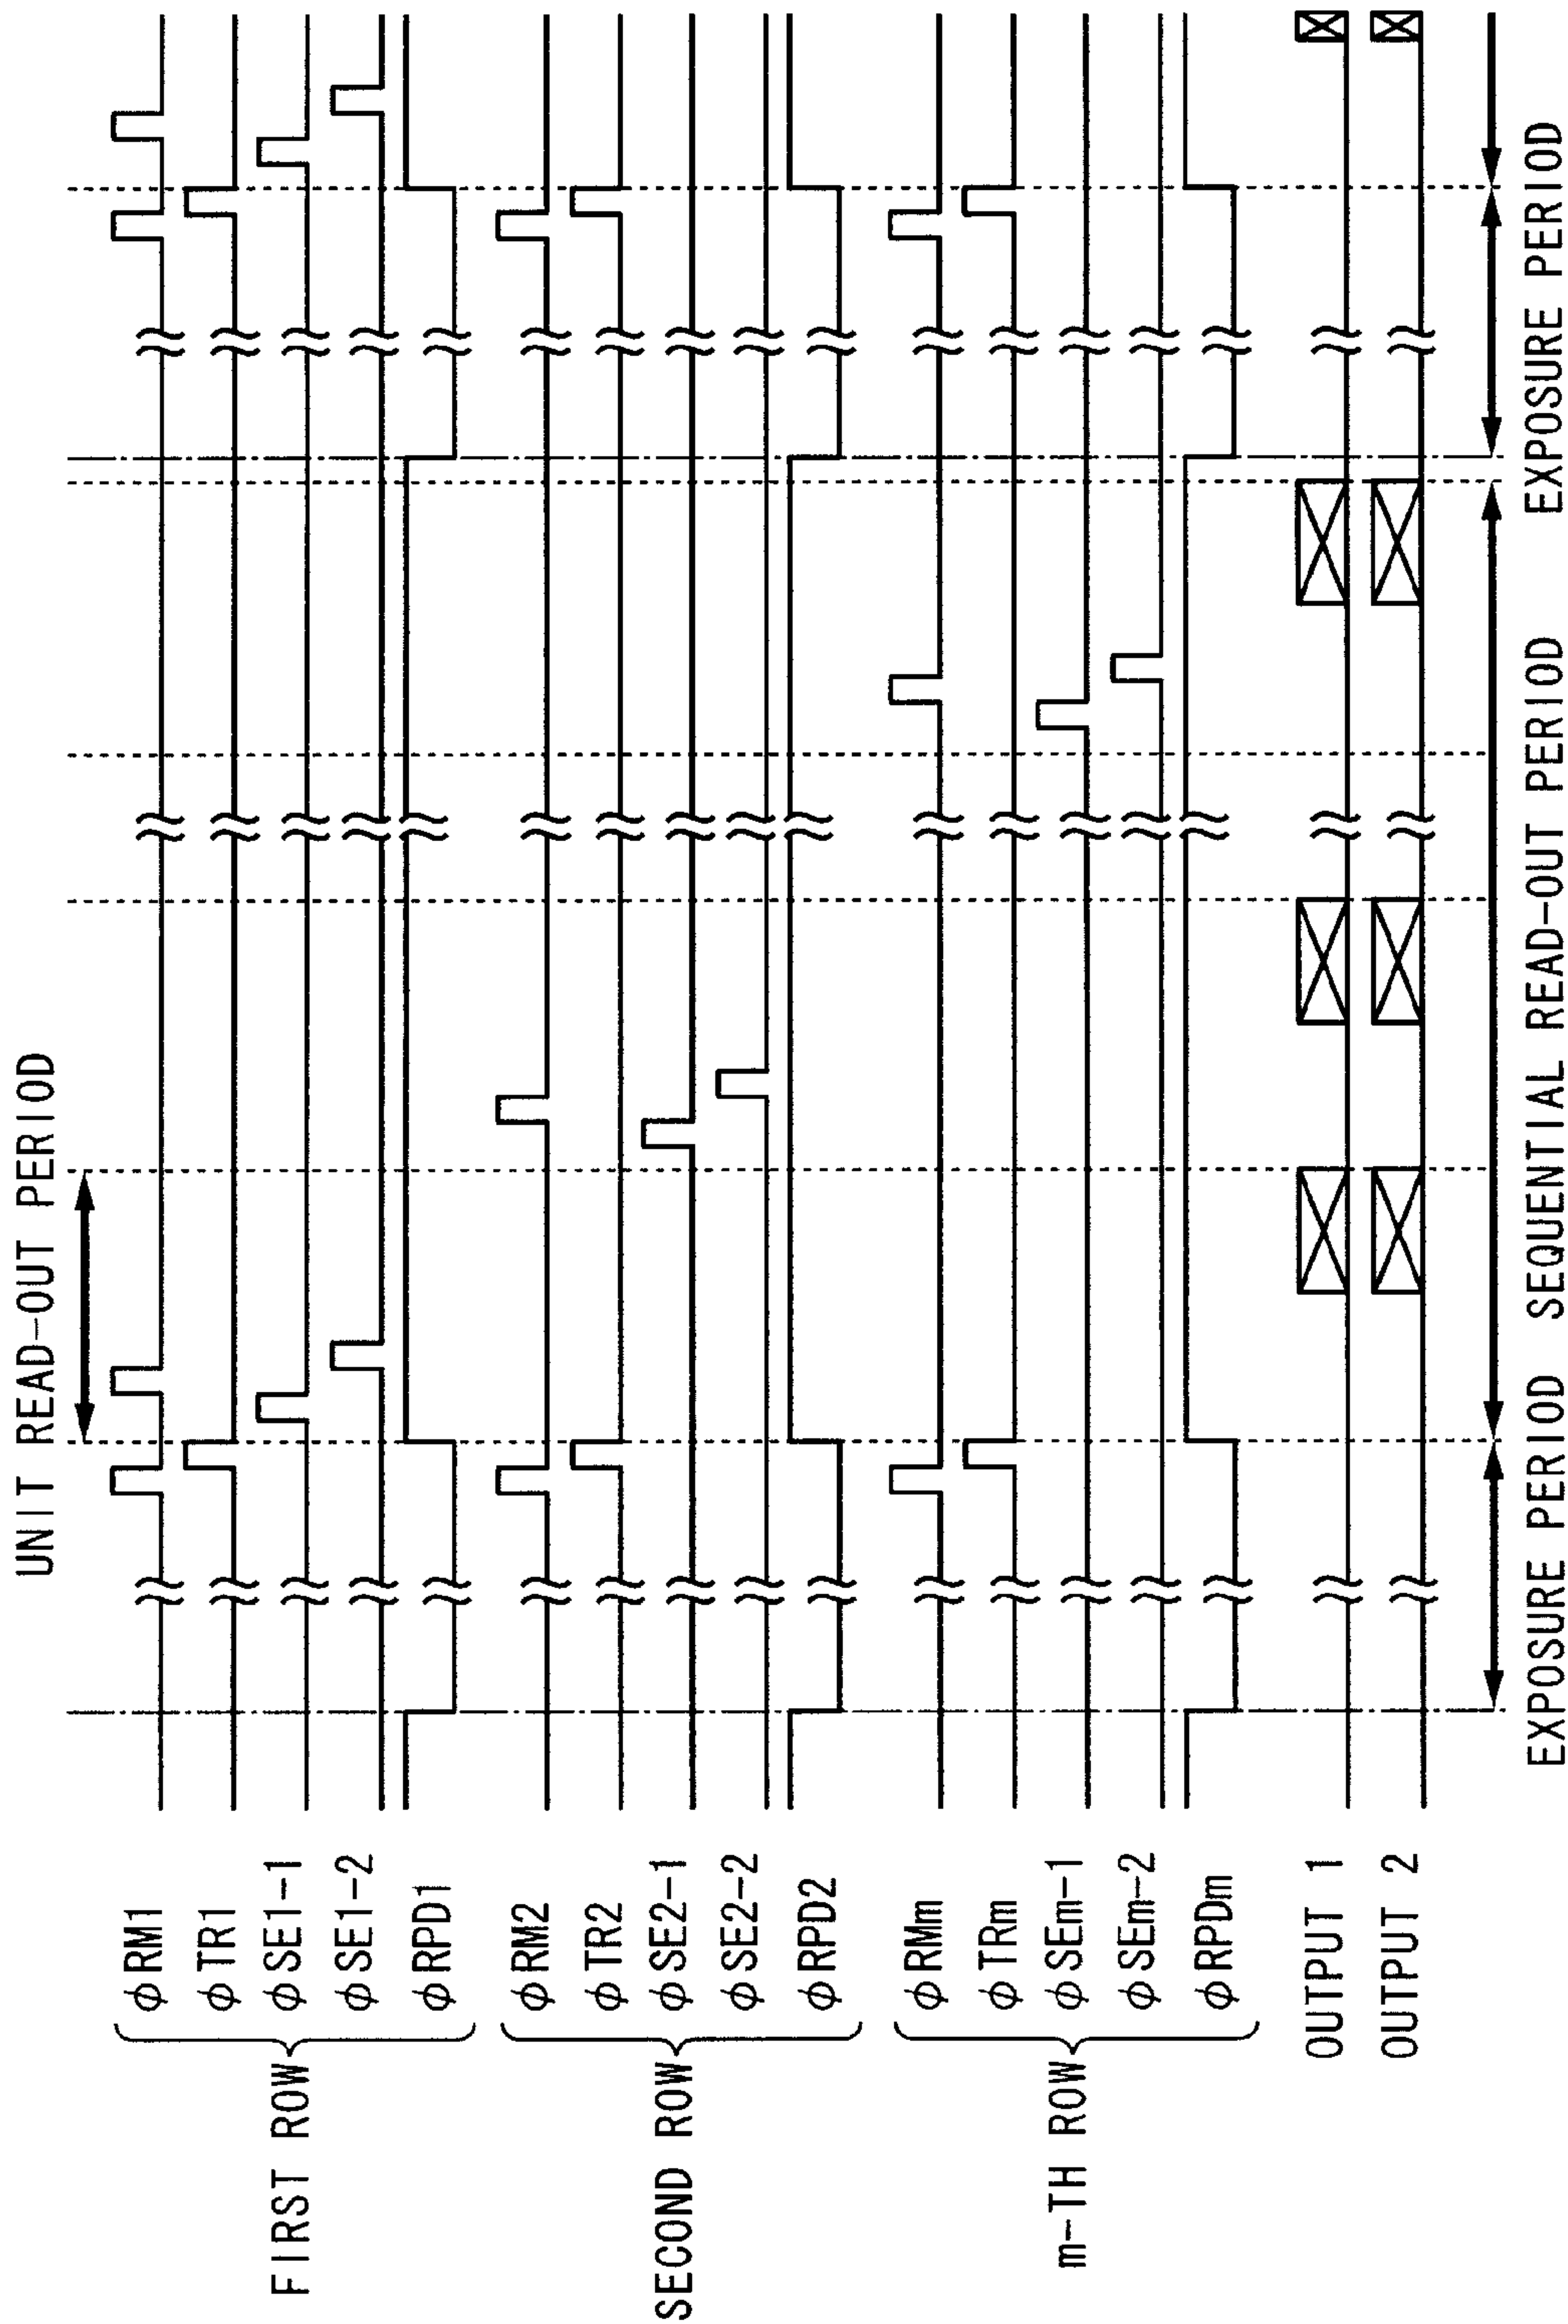 UNIT READ-OUT PERIOD
FIRST ROW
φRM1
φTR1
φSE1-1
φSE1-2
φRPD1
SECOND ROW
φRM2
φTR2
φSE2-1
φSE2-2
φRPD2
m-TH ROW
φRMm
φTRm
φSEm-1
φSEm-2
φRPDm
OUTPUT 1
OUTPUT 2
EXPOSURE PERIOD
SEQUENTIAL READ-OUT PERIOD
EXPOSURE PERIOD